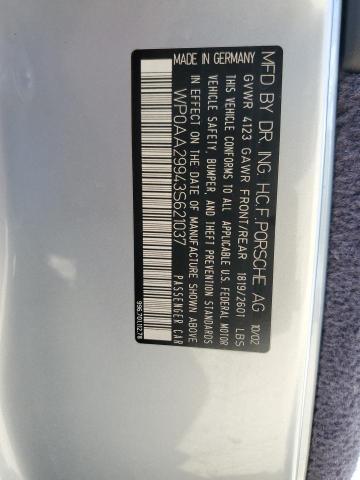 MFD BY DR. ING. H.C.F. PORSCHE AG 10/02
GVWR 4123 GAWR FRONT/REAR 1819/2601 LBS
THIS VEHICLE CONFORMS TO ALL APPLICABLE U.S. FEDERAL MOTOR
VEHICLE SAFETY, BUMPER, AND THEFT PREVENTION STANDARDS
IN EFFECT ON THE DATE OF MANUFACTURE SHOWN ABOVE
WP0AA29943S621037 PASSENGER CAR
MADE IN GERMANY